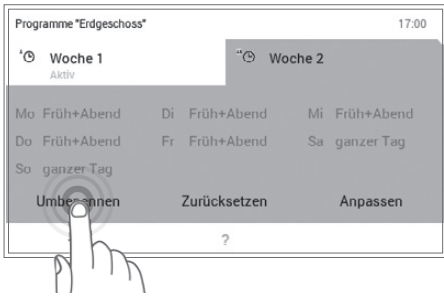 Programme "Erdgeschoss" 17:00
Woche 1 Woche 2
Aktiv
Mo Früh+Abend Di Früh+Abend Mi Früh+Abend
Do Früh+Abend Fr Früh+Abend Sa ganzer Tag
So ganzer Tag
Umbenennen Zurücksetzen Anpassen
?